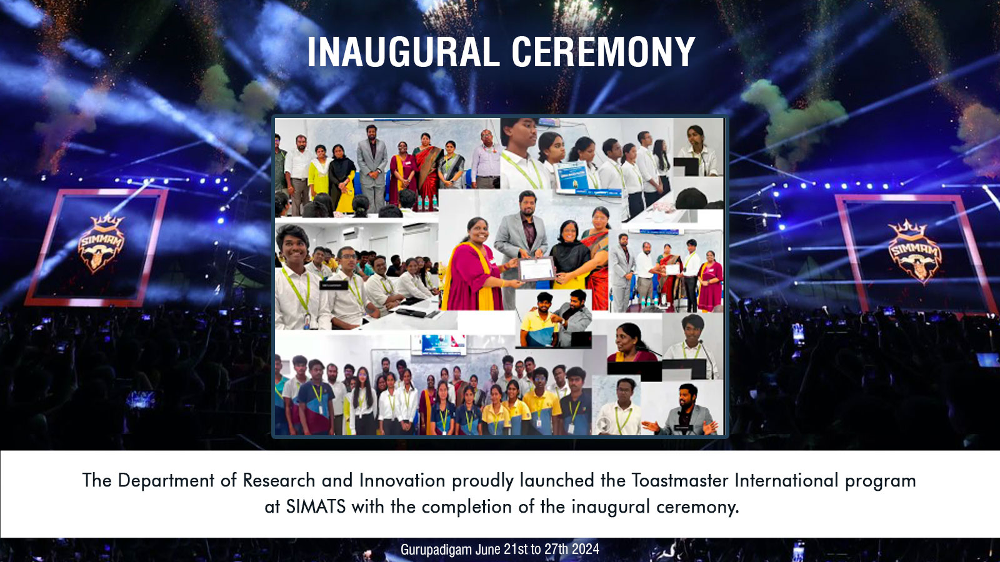 INAUGURAL CEREMONY
SIMMAM
SIMMAM
The Department of Research and Innovation proudly launched the Toastmaster International program
at SIMATS with the completion of the inaugural ceremony.
Gurupadigam June 21st to 27th 2024